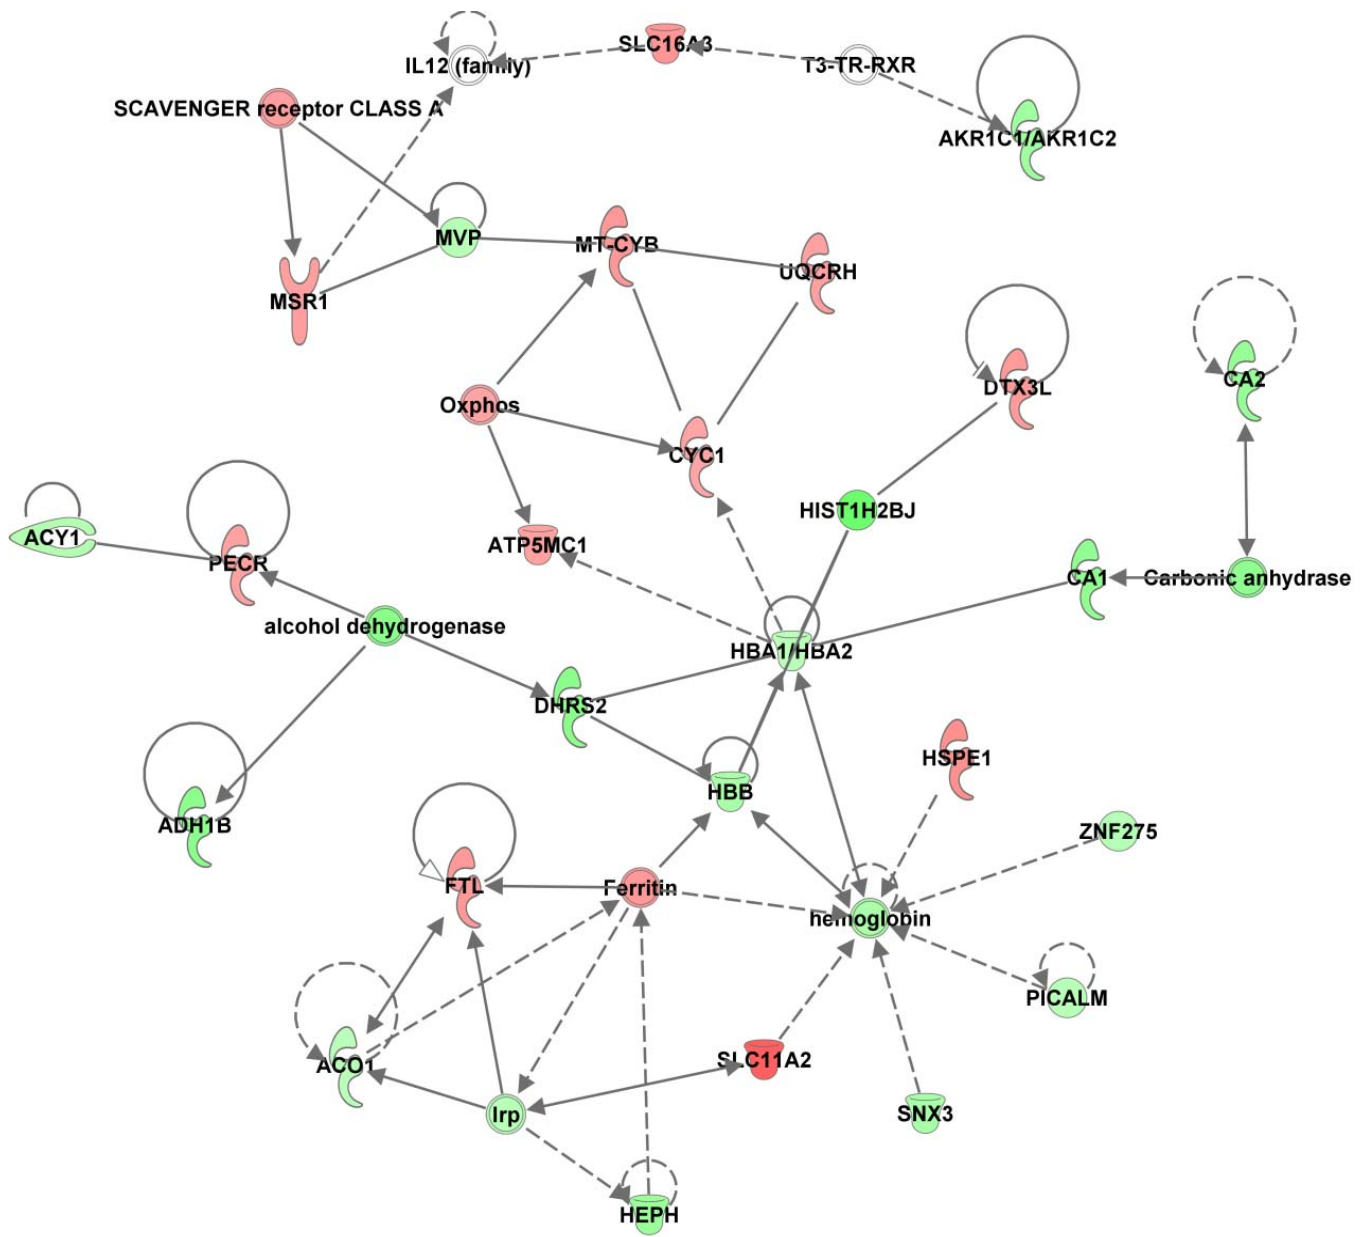 SLC16A3
IL12 (family)
T3-TR-RXR
SCAVENGER receptor CLASS A
AKR1C1/AKR1C2
MVP
MT-CYB
UQCRH
MSR1
CA2
DTX3L
Oxphos
CYC1
HIST1H2BJ
ACY1
ATP5MC1
PECR
CA1
Carbonic anhydrase
alcohol dehydrogenase
HBA1/HBA2
DHRS2
HSPE1
HBB
ADH1B
ZNF275
FTL
Ferritin
hemoglobin
PICALM
ACO1
SLC11A2
Irp
SNX3
HEPH